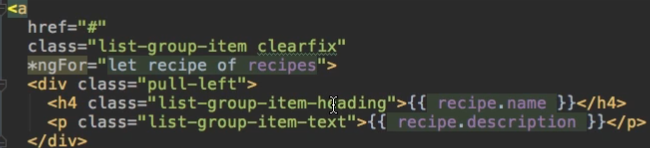 <a
href="#"
class="list-group-item clearfix"
*ngFor="let recipe of recipes">
<div class="pull-left">
<h4 class="list-group-item-heading">{{ recipe.name }}</h4>
<p class="list-group-item-text">{{ recipe.description }}</p>
</div>